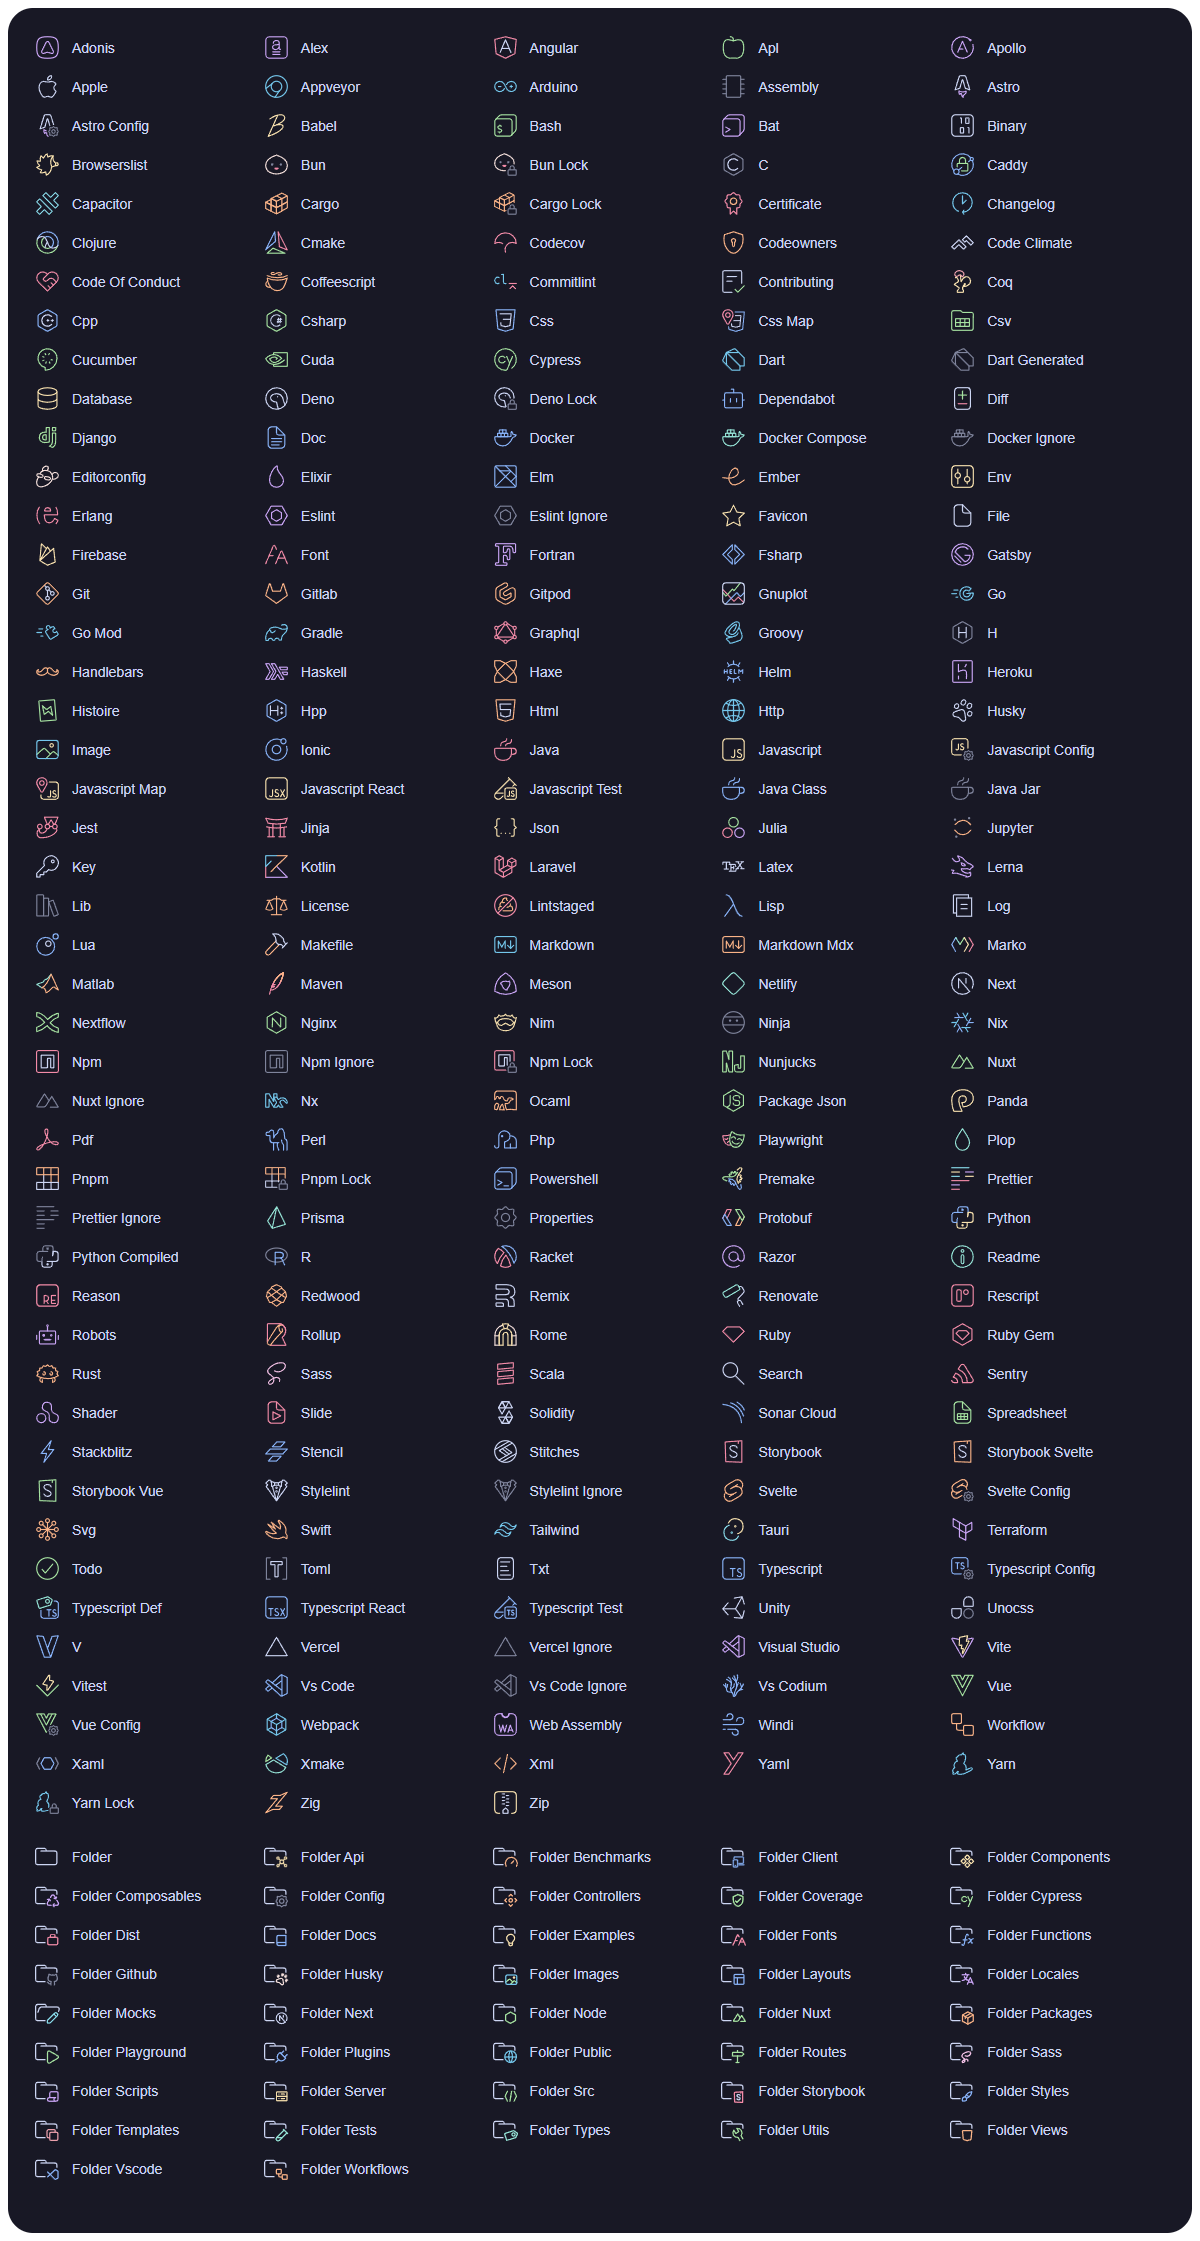 Adonis Alex Angular Apl Apollo
Apple Appveyor Arduino Assembly Astro
Astro Config Babel Bash Bat Binary
Browserslist Bun Bun Lock C Caddy
Capacitor Cargo Cargo Lock Certificate Changelog
Clojure Cmake Codecov Codeowners Code Climate
Code Of Conduct Coffeescript Commitlint Contributing Coq
Cpp Csharp Css Css Map Csv
Cucumber Cuda Cypress Dart Dart Generated
Database Deno Deno Lock Dependabot Diff
Django Doc Docker Docker Compose Docker Ignore
Editorconfig Elixir Elm Ember Env
Erlang Eslint Eslint Ignore Favicon File
Firebase Font Fortran Fsharp Gatsby
Git Gitlab Gitpod Gnuplot Go
Go Mod Gradle Graphql Groovy H
Handlebars Haskell Haxe Helm Heroku
Histoire Hpp Html Http Husky
Image Ionic Java Javascript Javascript Config
Javascript Map Javascript React Javascript Test Java Class Java Jar
Jest Jinja Json Julia Jupyter
Key Kotlin Laravel Latex Lerna
Lib License Lintstaged Lisp Log
Lua Makefile Markdown Markdown Mdx Marko
Matlab Maven Meson Netlify Next
Nextflow Nginx Nim Ninja Nix
Npm Npm Ignore Npm Lock Nunjucks Nuxt
Nuxt Ignore Nx Ocaml Package Json Panda
Pdf Perl Php Playwright Plop
Pnpm Pnpm Lock Powershell Premake Prettier
Prettier Ignore Prisma Properties Protobuf Python
Python Compiled R Racket Razor Readme
Reason Redwood Remix Renovate Rescript
Robots Rollup Rome Ruby Ruby Gem
Rust Sass Scala Search Sentry
Shader Slide Solidity Sonar Cloud Spreadsheet
Stackblitz Stencil Stitches Storybook Storybook Svelte
Storybook Vue Stylelint Stylelint Ignore Svelte Svelte Config
Svg Swift Tailwind Tauri Terraform
Todo Toml Txt Typescript Typescript Config
Typescript Def Typescript React Typescript Test Unity Unocss
V Vercel Vercel Ignore Visual Studio Vite
Vitest Vs Code Vs Code Ignore Vs Codium Vue
Vue Config Webpack Web Assembly Windi Workflow
Xaml Xmake Xml Yaml Yarn
Yarn Lock Zig Zip
Folder Folder Api Folder Benchmarks Folder Client Folder Components
Folder Composables Folder Config Folder Controllers Folder Coverage Folder Cypress
Folder Dist Folder Docs Folder Examples Folder Fonts Folder Functions
Folder Github Folder Husky Folder Images Folder Layouts Folder Locales
Folder Mocks Folder Next Folder Node Folder Nuxt Folder Packages
Folder Playground Folder Plugins Folder Public Folder Routes Folder Sass
Folder Scripts Folder Server Folder Src Folder Storybook Folder Styles
Folder Templates Folder Tests Folder Types Folder Utils Folder Views
Folder Vscode Folder Workflows